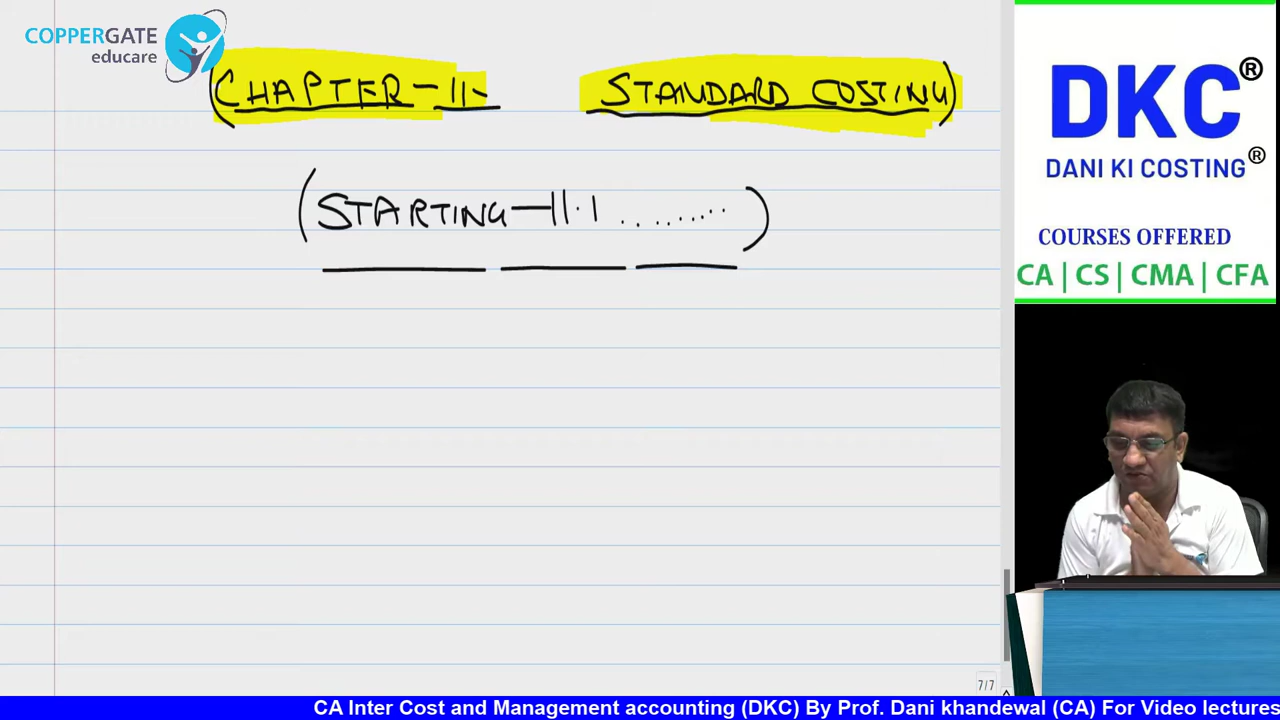 COPPERGATE
educare
(CHAPTER-11- STANDARD COSTING)
(STARTING-11.1 ..........)
DKC®
DANI KI COSTING®
COURSES OFFERED
CA | CS | CMA | CFA
7/7
CA Inter Cost and Management accounting (DKC) By Prof. Dani khandewal (CA) For Video lectures